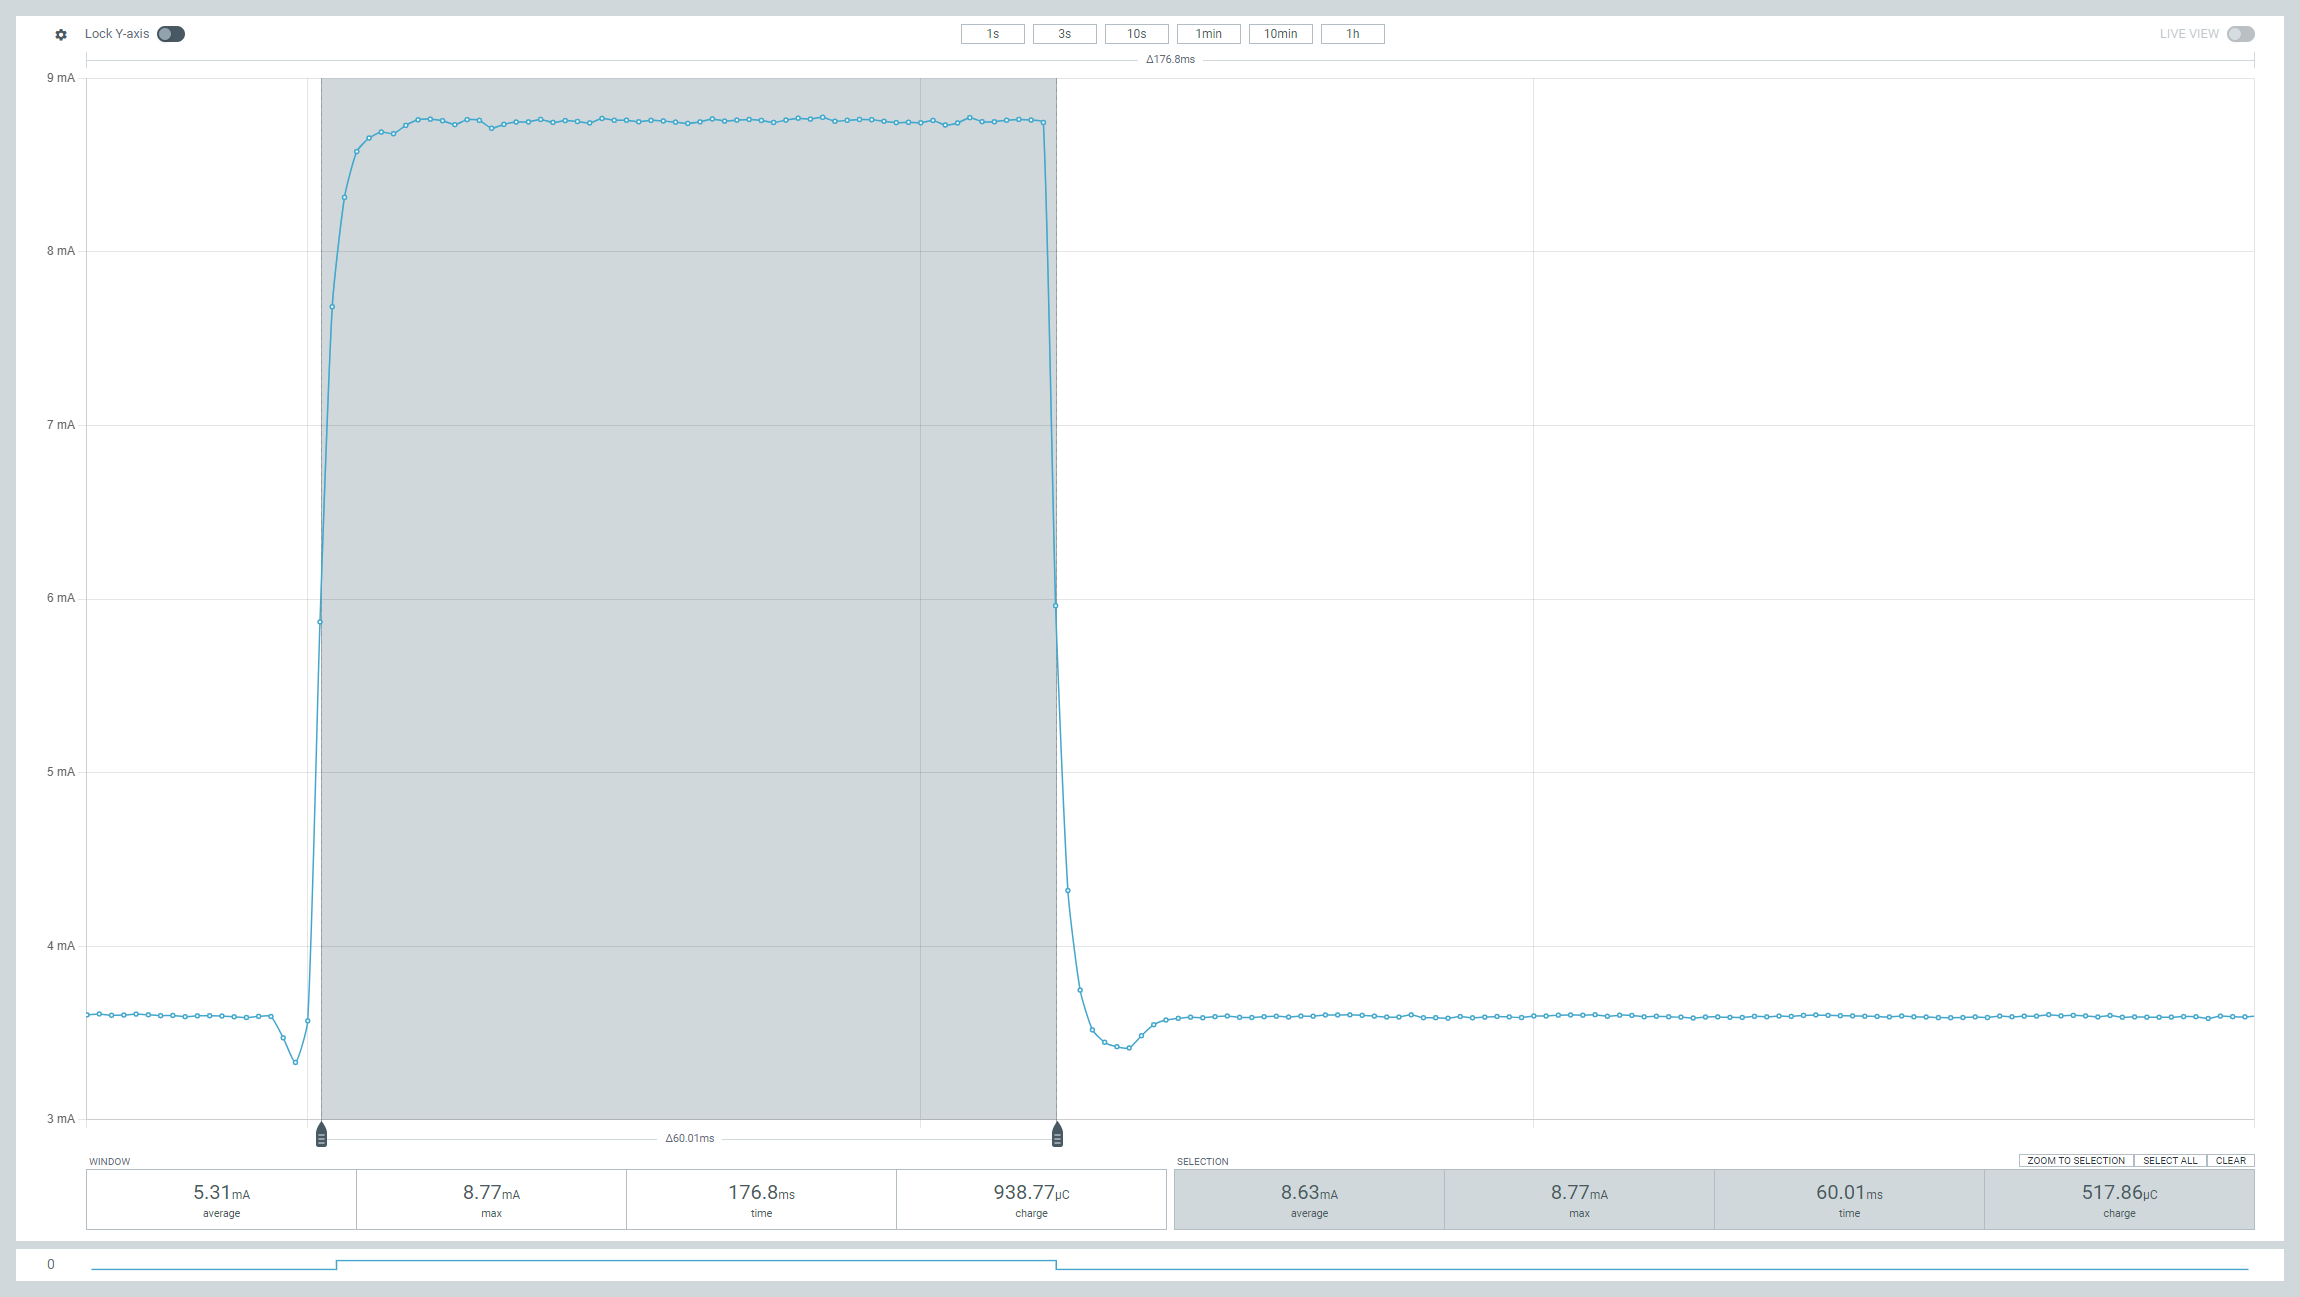 Lock Y-axis 1s 3s 10s 1min 10min 1h LIVE VIEW
Δ176.8ms
9 mA
8 mA
7 mA
6 mA
5 mA
4 mA
3 mA
Δ60.01ms
WINDOW SELECTION ZOOM TO SELECTION SELECT ALL CLEAR
5.31mA 8.77mA 176.8ms 938.77μC 8.63mA 8.77mA 60.01ms 517.86μC
average max time charge average max time charge
0